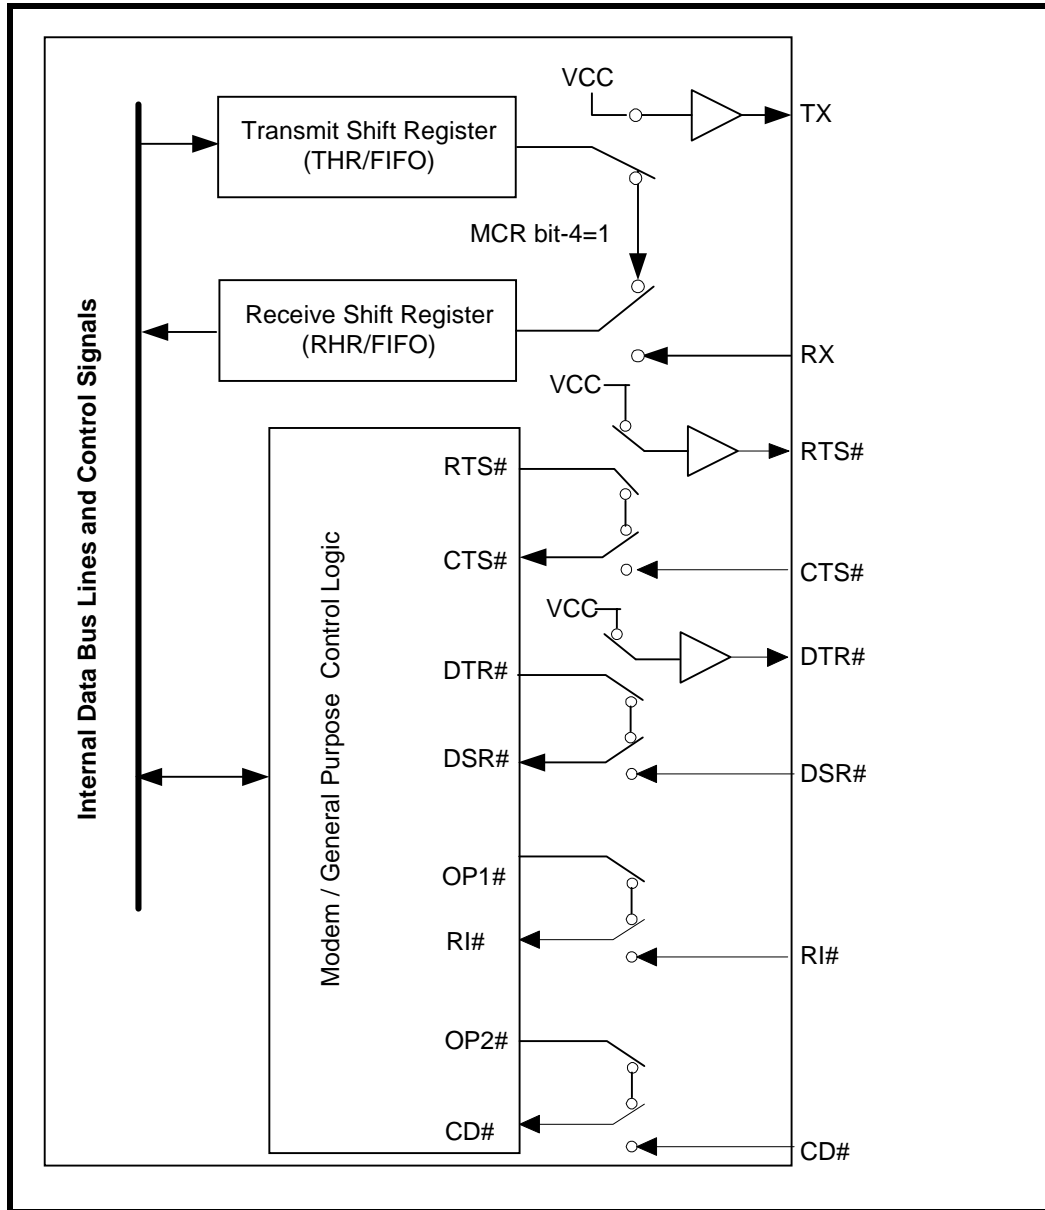 VCC
TX
Transmit Shift Register
(THR/FIFO)
MCR bit-4=1
Receive Shift Register
(RHR/FIFO)
RX
VCC
RTS#
RTS#
CTS#
CTS#
VCC
DTR#
DTR#
DSR#
DSR#
OP1#
RI#
RI#
OP2#
CD#
CD#
Internal Data Bus Lines and Control Signals
Modem / General Purpose Control Logic